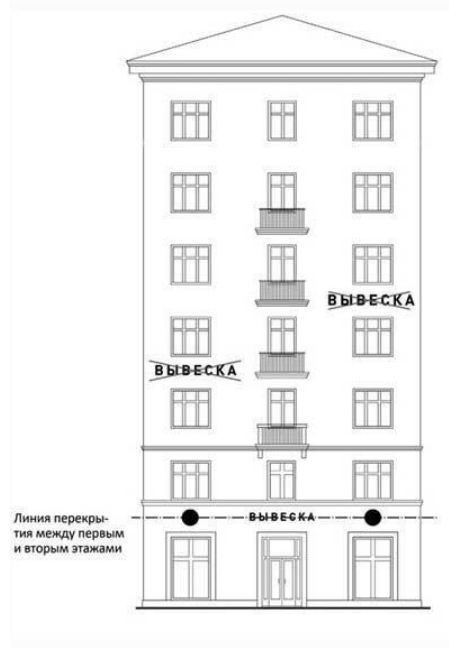 ВЫВЕСКА
ВЫВЕСКА
ВЫВЕСКА
Линия перекры-
тия между первым
и вторым этажами